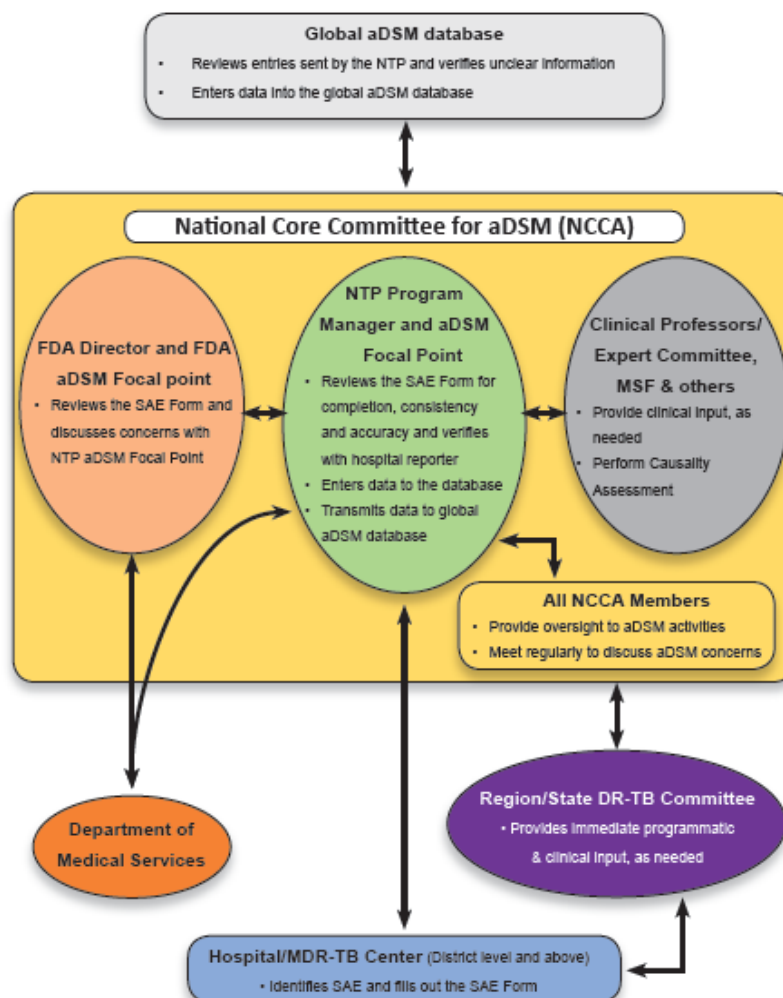 Global aDSM database
• Reviews entries sent by the NTP and verifies unclear information
• Enters data into the global aDSM database
National Core Committee for aDSM (NCCA)
FDA Director and FDA
aDSM Focal point
• Reviews the SAE Form and
discusses concerns with
NTP aDSM Focal Point
NTP Program
Manager and aDSM
Focal Point
• Reviews the SAE Form for
completion, consistency
and accuracy and verifies
with hospital reporter
• Enters data to the database
• Transmits data to global
aDSM database
Clinical Professors/
Expert Committee,
MSF & others
• Provide clinical input, as
needed
• Perform Causality
Assessment
All NCCA Members
• Provide oversight to aDSM activities
• Meet regularly to discuss aDSM concerns
Department of
Medical Services
Region/State DR-TB Committee
• Provides immediate programmatic
& clinical input, as needed
Hospital/MDR-TB Center (District level and above)
• Identifies SAE and fills out the SAE Form